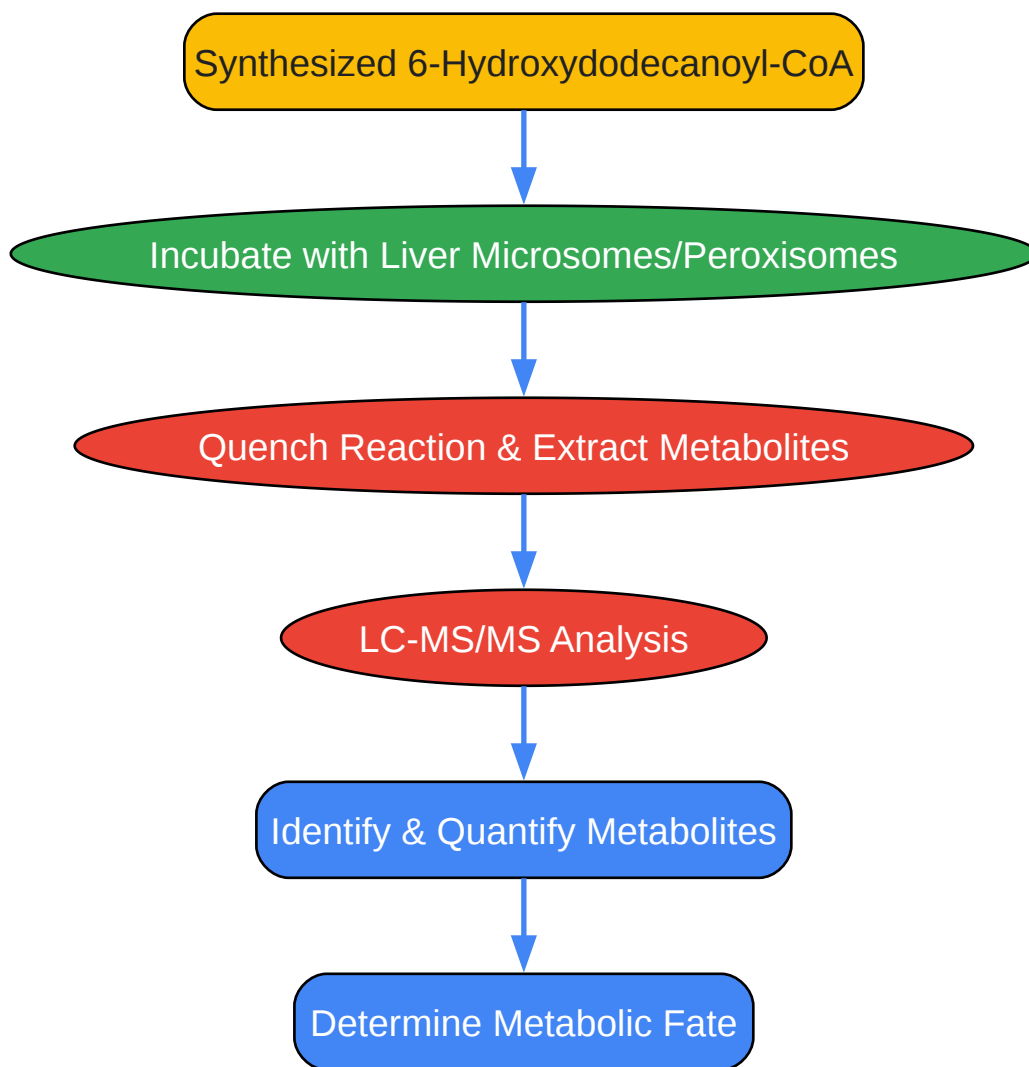 Synthesized 6-Hydroxydodecanoyl-CoA
Incubate with Liver Microsomes/Peroxisomes
Quench Reaction & Extract Metabolites
LC-MS/MS Analysis
Identify & Quantify Metabolites
Determine Metabolic Fate